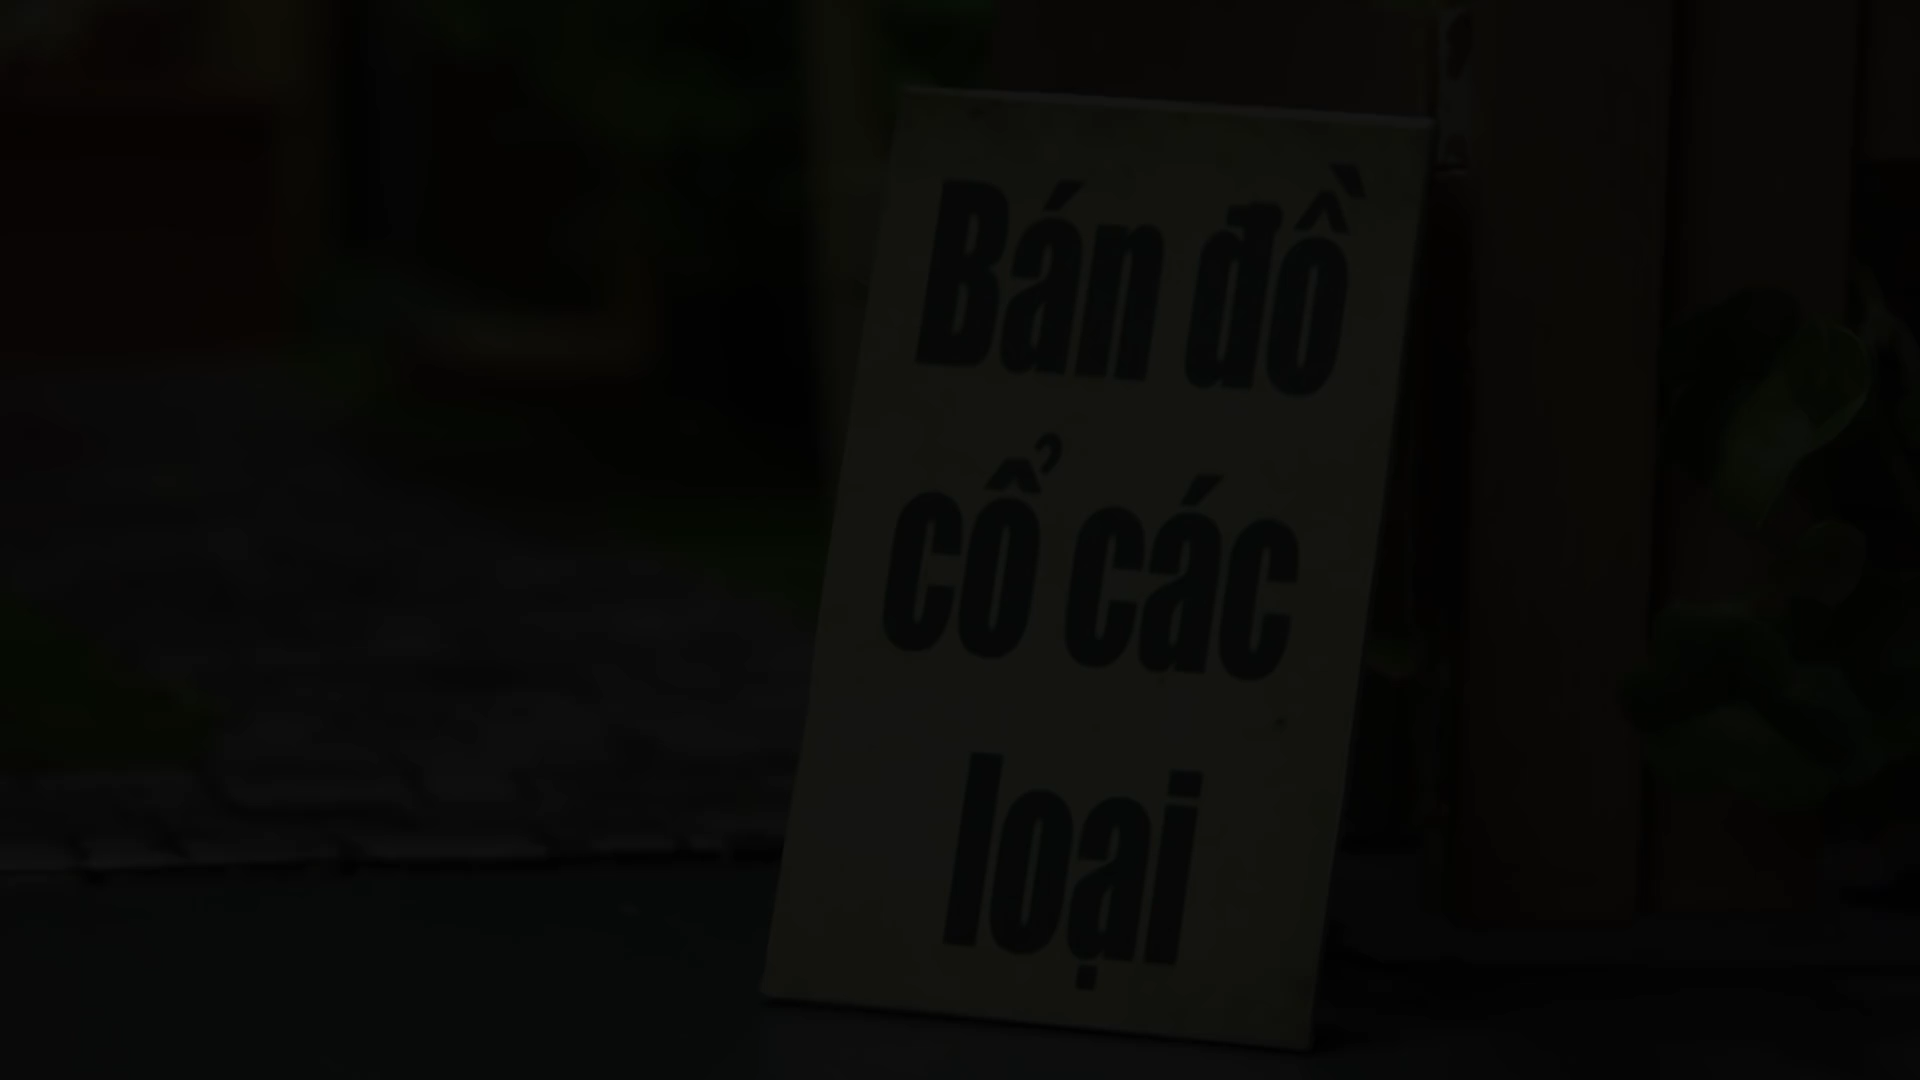 Bán đồ
cổ các
loại